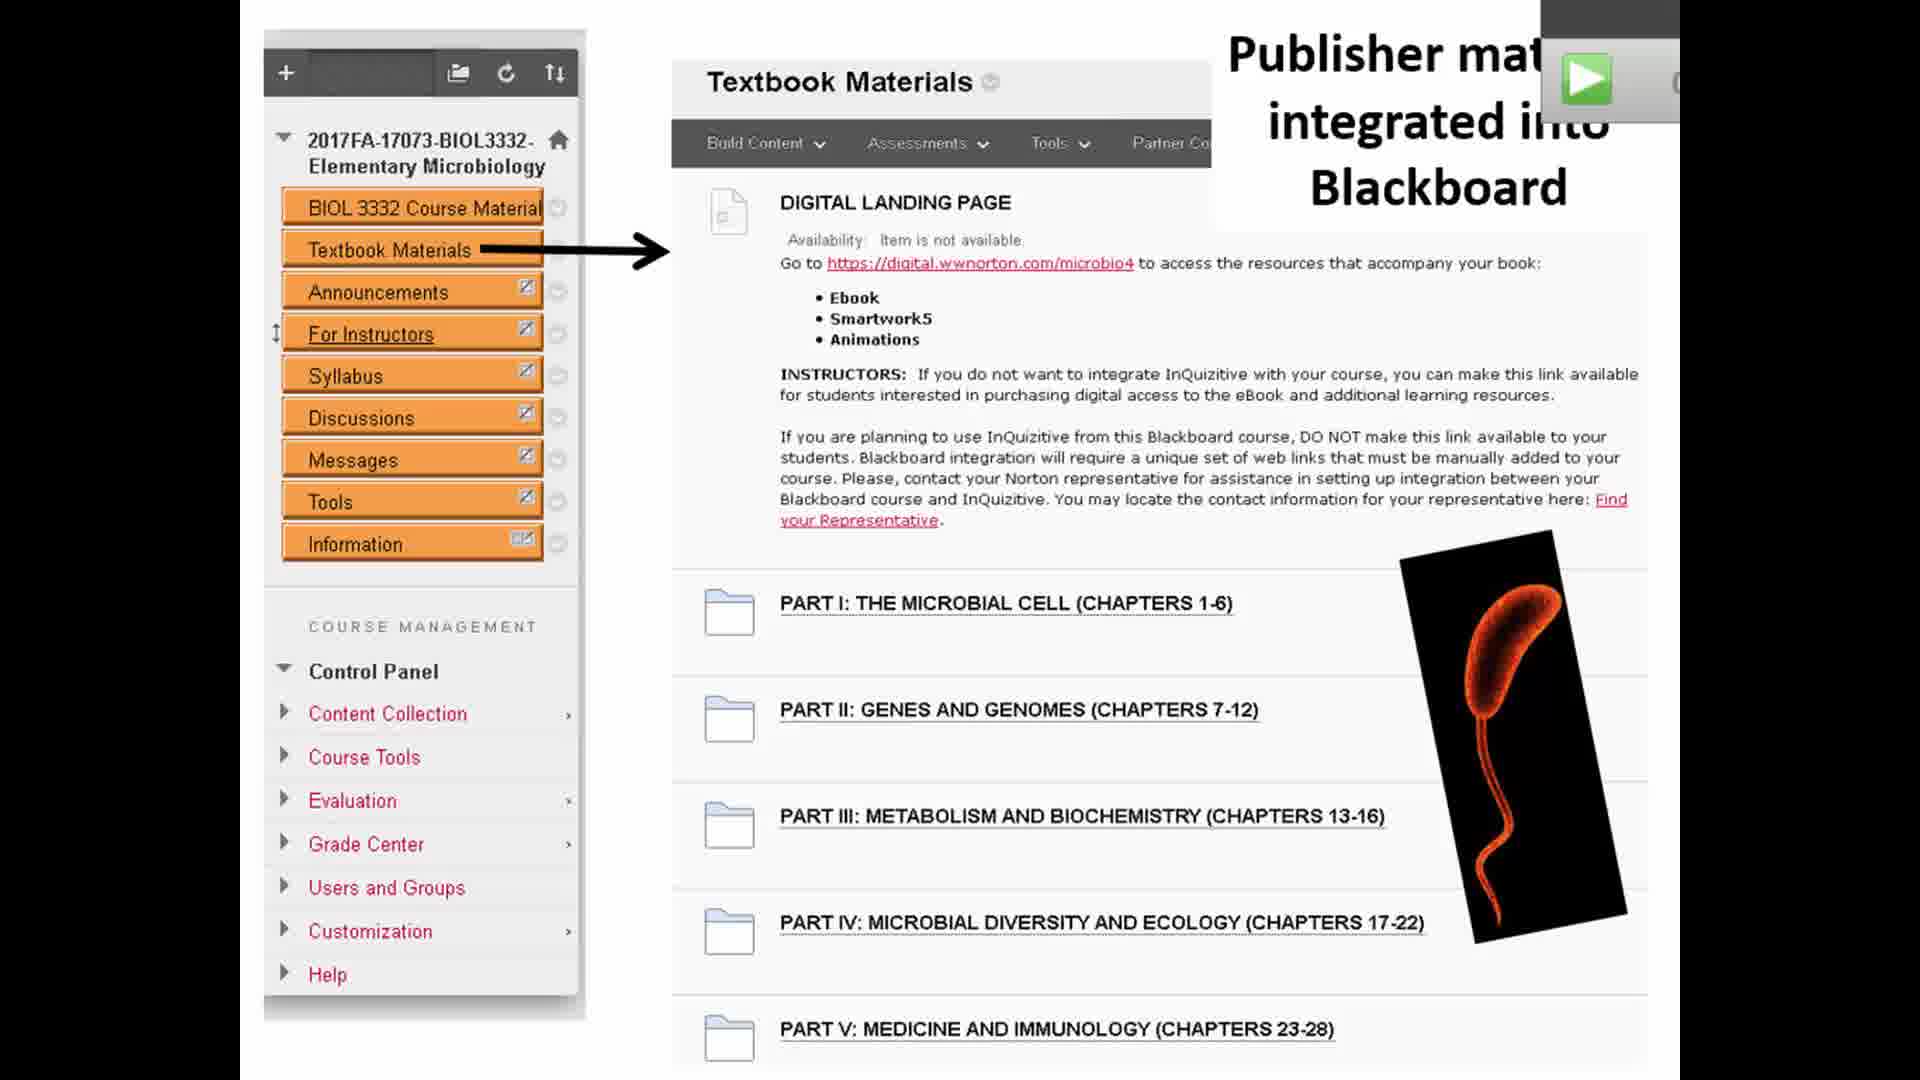 Publisher mat
integrated into
Blackboard
2017FA-17073-BIOL3332-
Elementary Microbiology
BIOL 3332 Course Material
Textbook Materials
Announcements
For Instructors
Syllabus
Discussions
Messages
Tools
Information
COURSE MANAGEMENT
Control Panel
Content Collection
Course Tools
Evaluation
Grade Center
Users and Groups
Customization
Help
Textbook Materials
Build Content Assessments Tools Partner Co
DIGITAL LANDING PAGE
Availability: Item is not available.
Go to https://digital.wwnorton.com/microbio4 to access the resources that accompany your book:
• Ebook
• Smartwork5
• Animations
INSTRUCTORS: If you do not want to integrate InQuizitive with your course, you can make this link available
for students interested in purchasing digital access to the eBook and additional learning resources.
If you are planning to use InQuizitive from this Blackboard course, DO NOT make this link available to your
students. Blackboard integration will require a unique set of web links that must be manually added to your
course. Please, contact your Norton representative for assistance in setting up integration between your
Blackboard course and InQuizitive. You may locate the contact information for your representative here: Find
your Representative.
PART I: THE MICROBIAL CELL (CHAPTERS 1-6)
PART II: GENES AND GENOMES (CHAPTERS 7-12)
PART III: METABOLISM AND BIOCHEMISTRY (CHAPTERS 13-16)
PART IV: MICROBIAL DIVERSITY AND ECOLOGY (CHAPTERS 17-22)
PART V: MEDICINE AND IMMUNOLOGY (CHAPTERS 23-28)